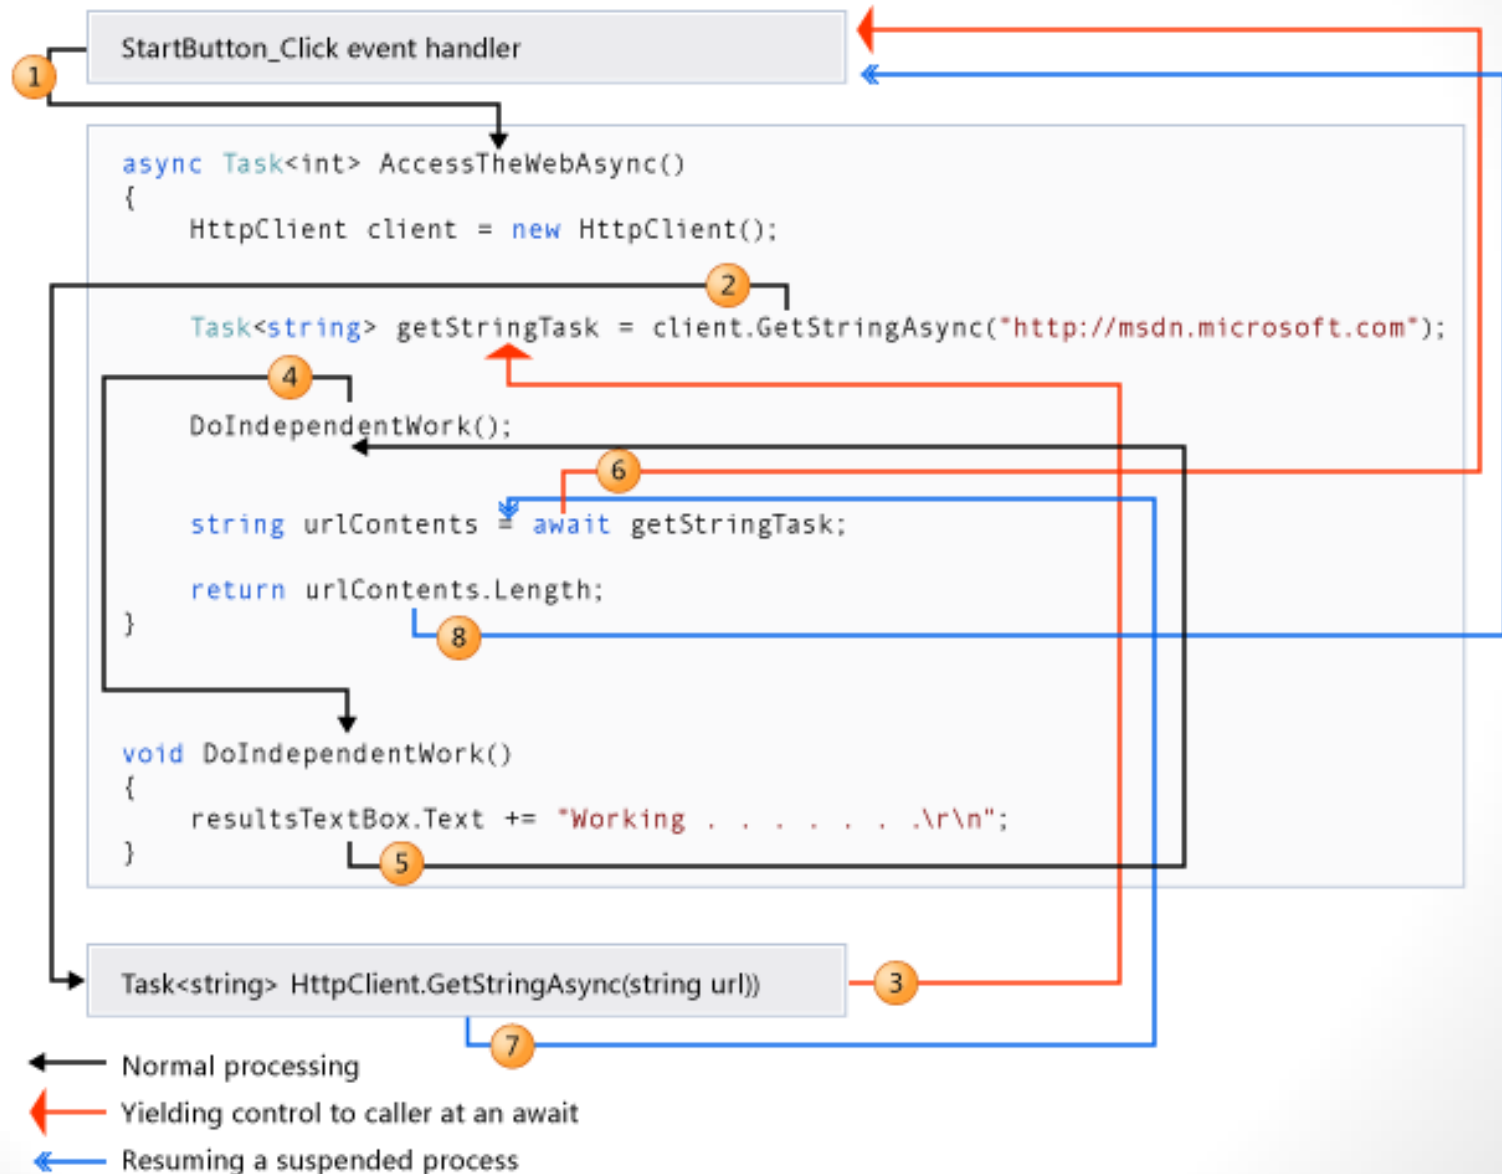 StartButton_Click event handler
1
async Task<int> AccessTheWebAsync()
{
HttpClient client = new HttpClient();
2
Task<string> getStringTask = client.GetStringAsync("http://msdn.microsoft.com");
4
DoIndependentWork();
6
string urlContents = await getStringTask;
return urlContents.Length;
}
8
void DoIndependentWork()
{
resultsTextBox.Text += "Working . . . . . . .\r\n";
}
5
Task<string> HttpClient.GetStringAsync(string url))
3
7
Normal processing
Yielding control to caller at an await
Resuming a suspended process